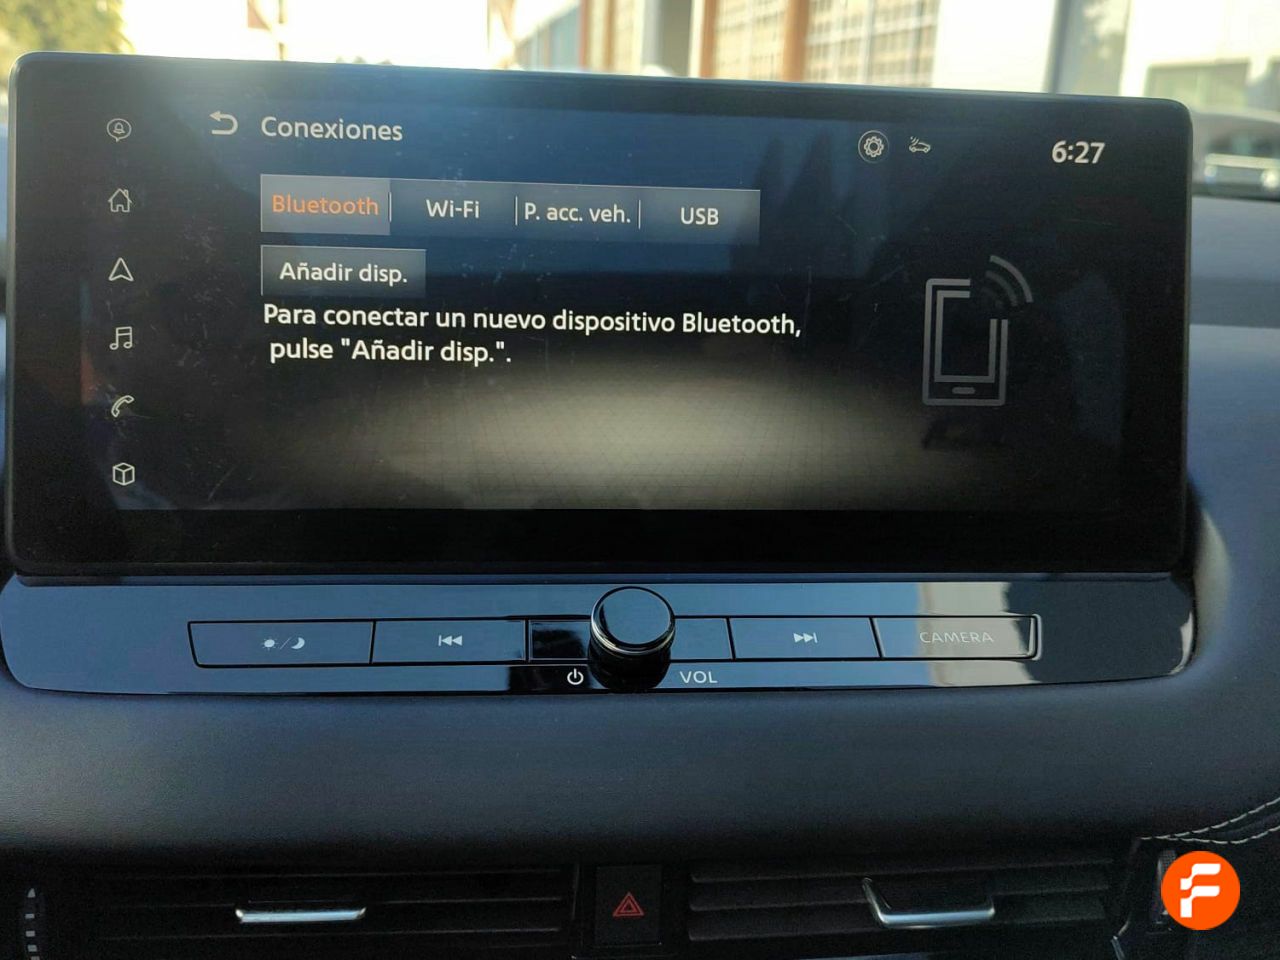 Conexiones
6:27
Bluetooth
Wi-Fi
P. acc. veh.
USB
Añadir disp.
Para conectar un nuevo dispositivo Bluetooth,
pulse "Añadir disp.".
CAMERA
VOL